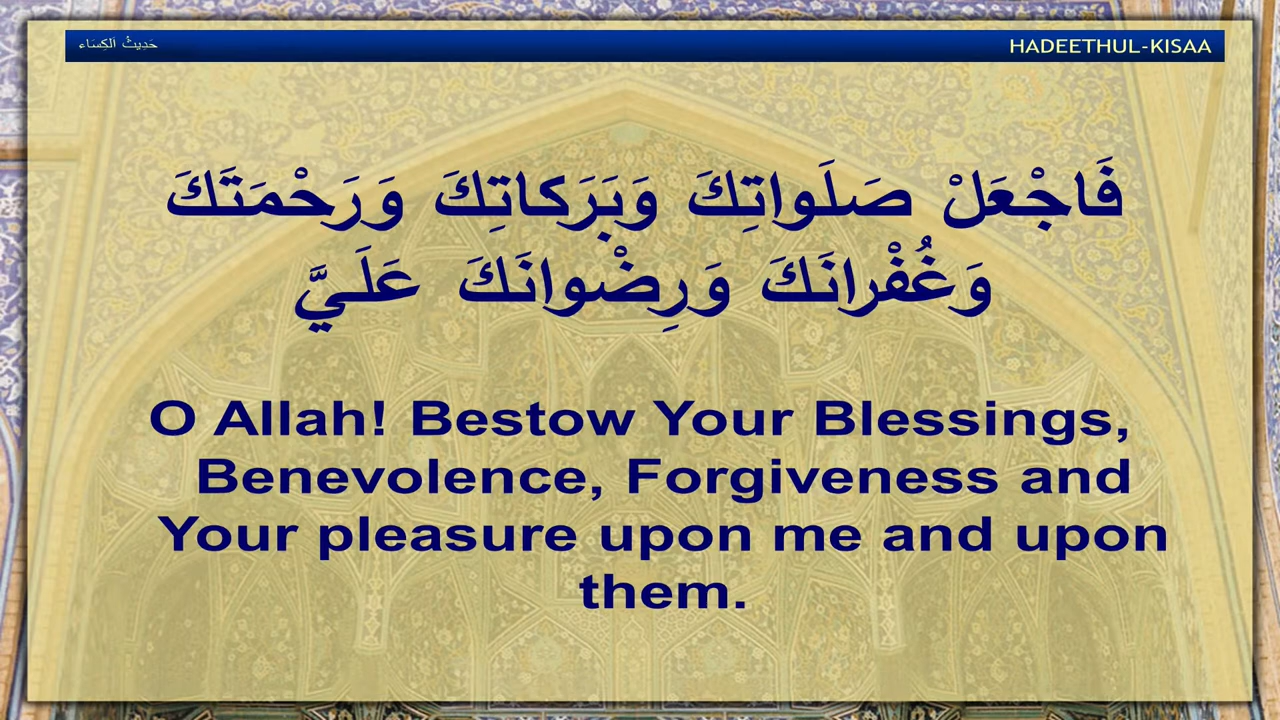 حَدِيثْ اَلكِسَاء
HADEETHUL-KISAA
فَاجْعَلْ صَلَواتِكَ وَبَرَكاتِكَ وَرَحْمَتَكَ
وَغُفْرانَكَ وَرِضْوانَكَ عَلَيَّ
O Allah! Bestow Your Blessings,
Benevolence, Forgiveness and
Your pleasure upon me and upon
them.